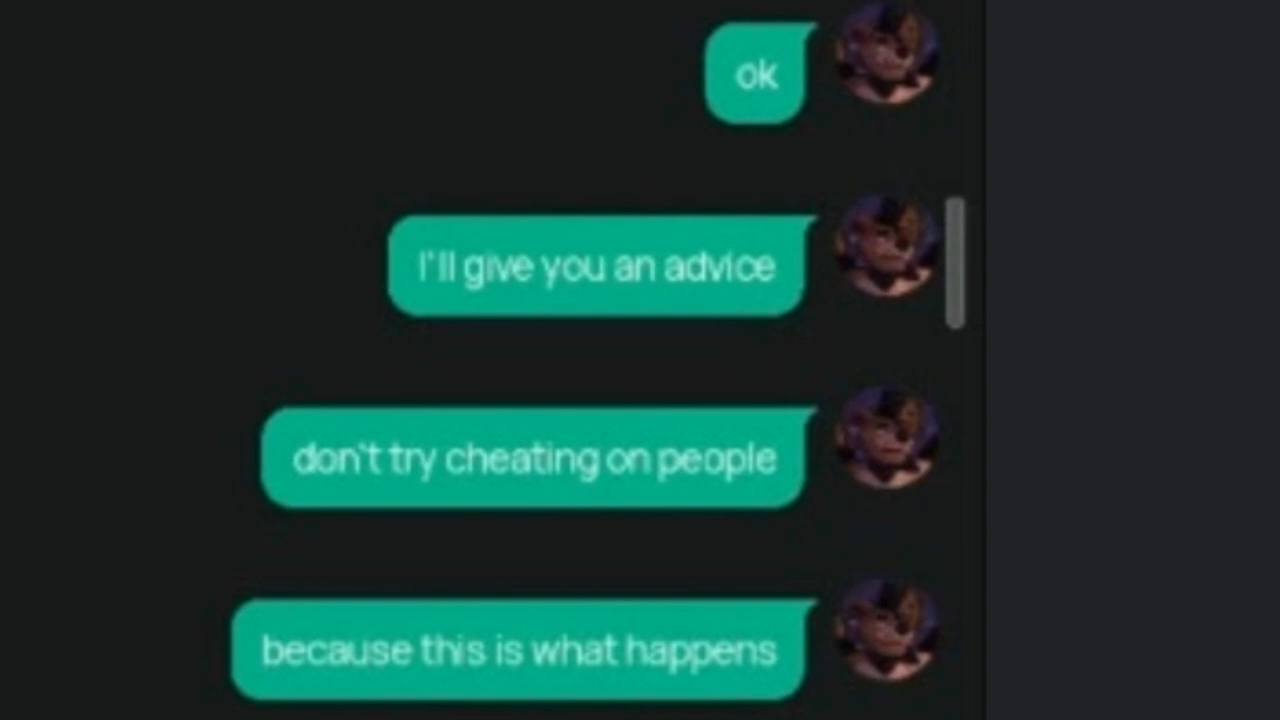 ok
I'll give you an advice
don't try cheating on people
because this is what happens